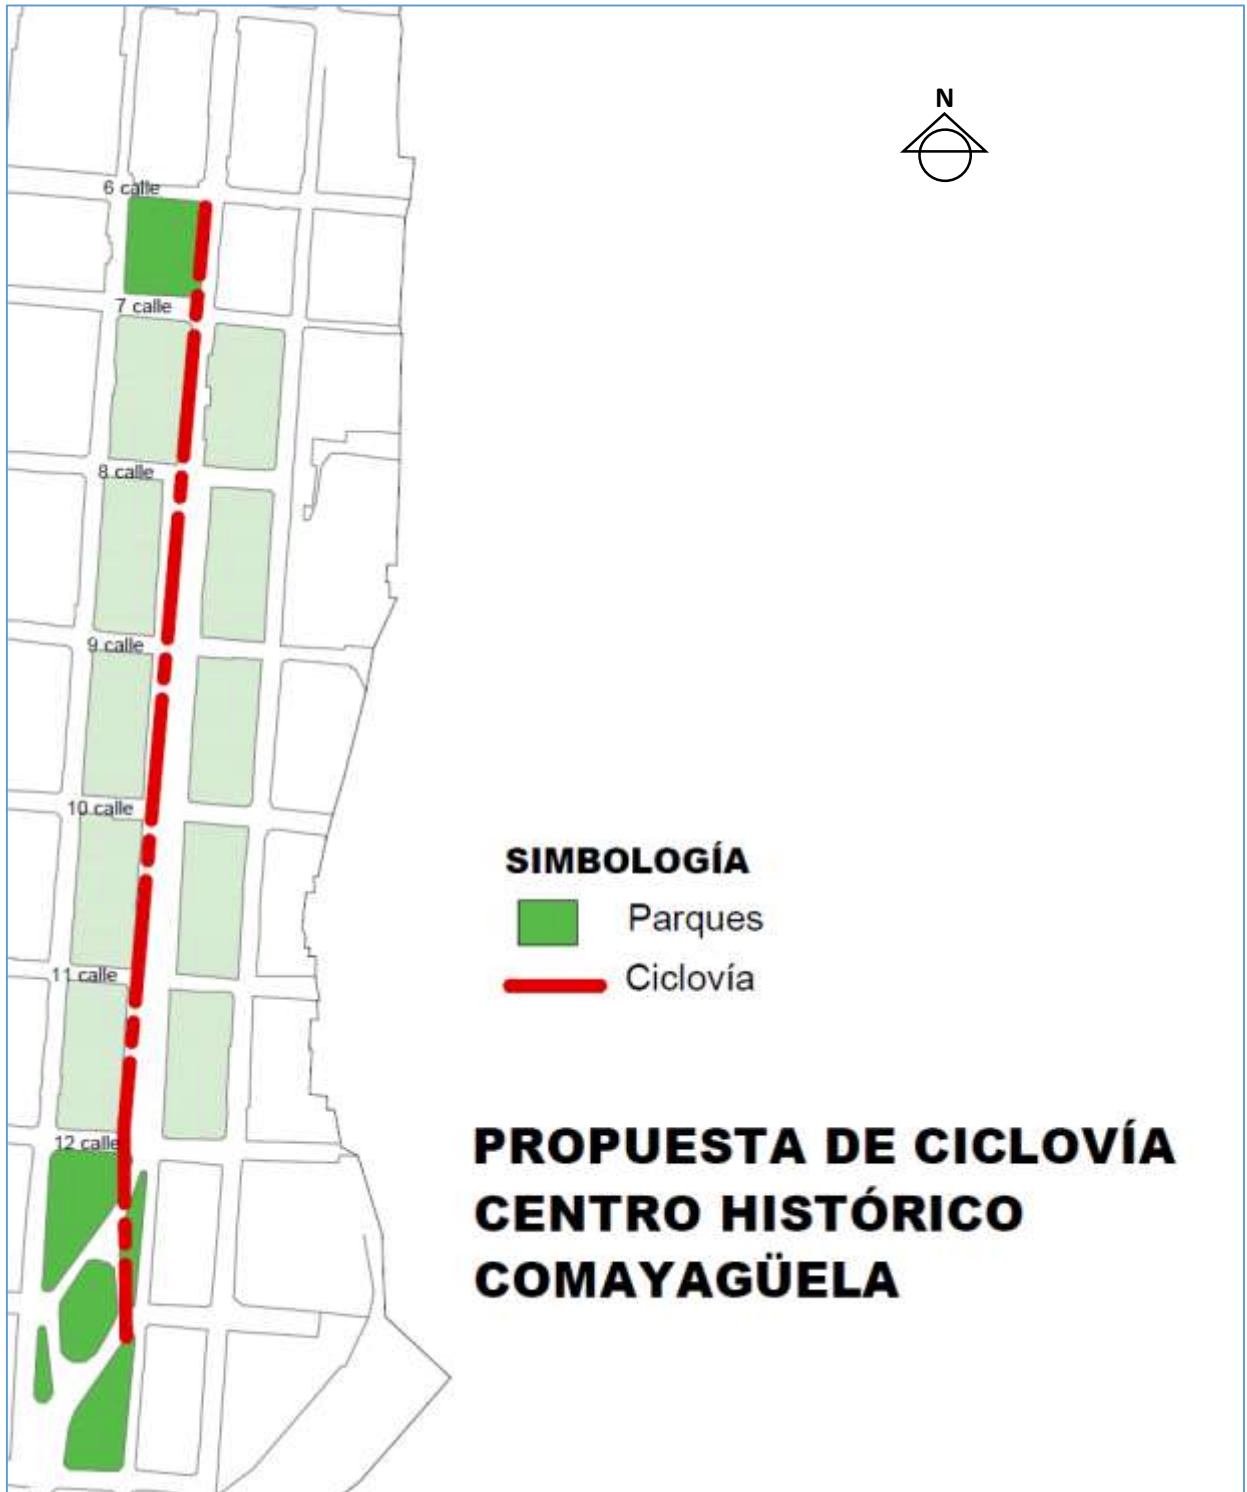 N
6 calle
7 calle
8 calle
9 calle
10 calle
SIMBOLOGÍA
Parques
11 calle
Ciclovía
12 calle
PROPUESTA DE CICLOVÍA
CENTRO HISTÓRICO
COMAYAGÜELA